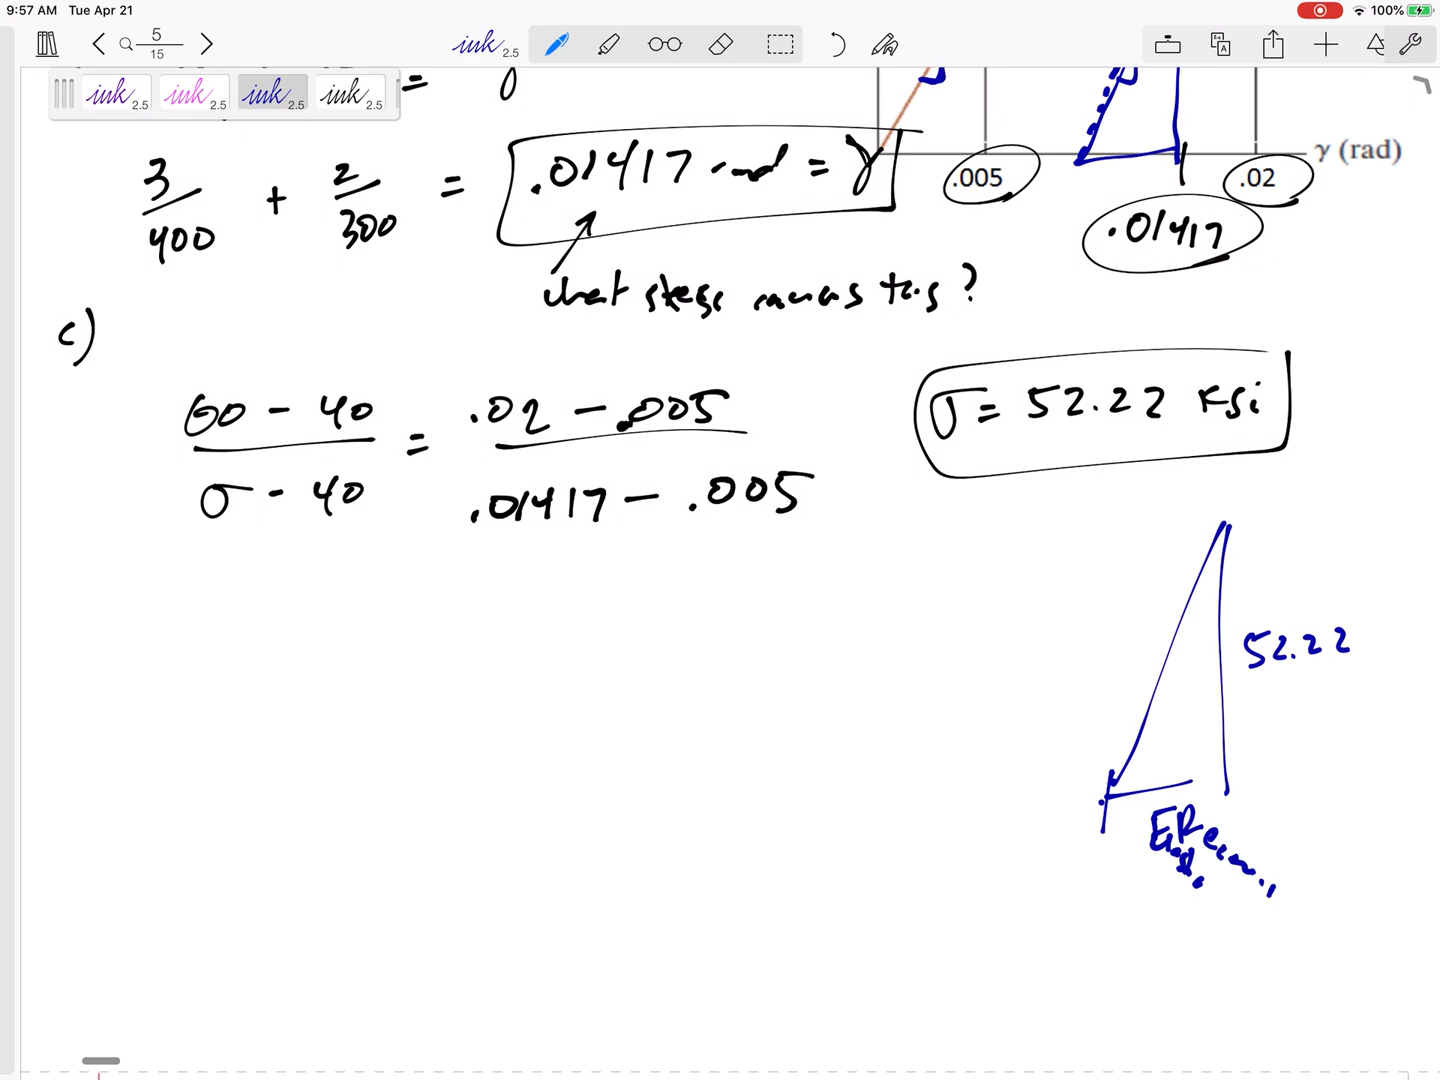 9:57 AM Tue Apr 21
100%
5
15
ink 2.5
ink 2.5 ink 2.5 ink 2.5 ink 2.5
= γ
3/400 + 2/300 = .01417 rad = γ
.005
.02
γ (rad)
.01417
what stress causes this?
c)
60 - 40 / σ - 40 = .02 - .005 / .01417 - .005
σ = 52.22 ksi
52.22